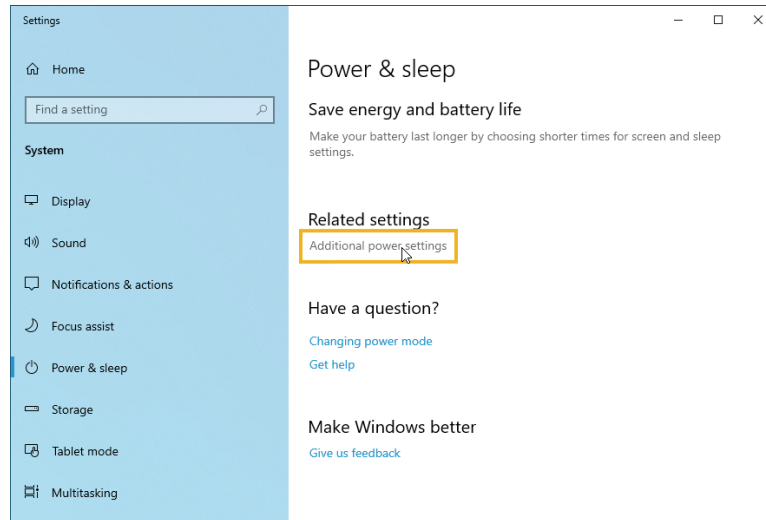 Settings
Home
Find a setting
System
Display
Sound
Notifications & actions
Focus assist
Power & sleep
Storage
Tablet mode
Multitasking
Power & sleep
Save energy and battery life
Make your battery last longer by choosing shorter times for screen and sleep
settings.
Related settings
Additional power settings
Have a question?
Changing power mode
Get help
Make Windows better
Give us feedback